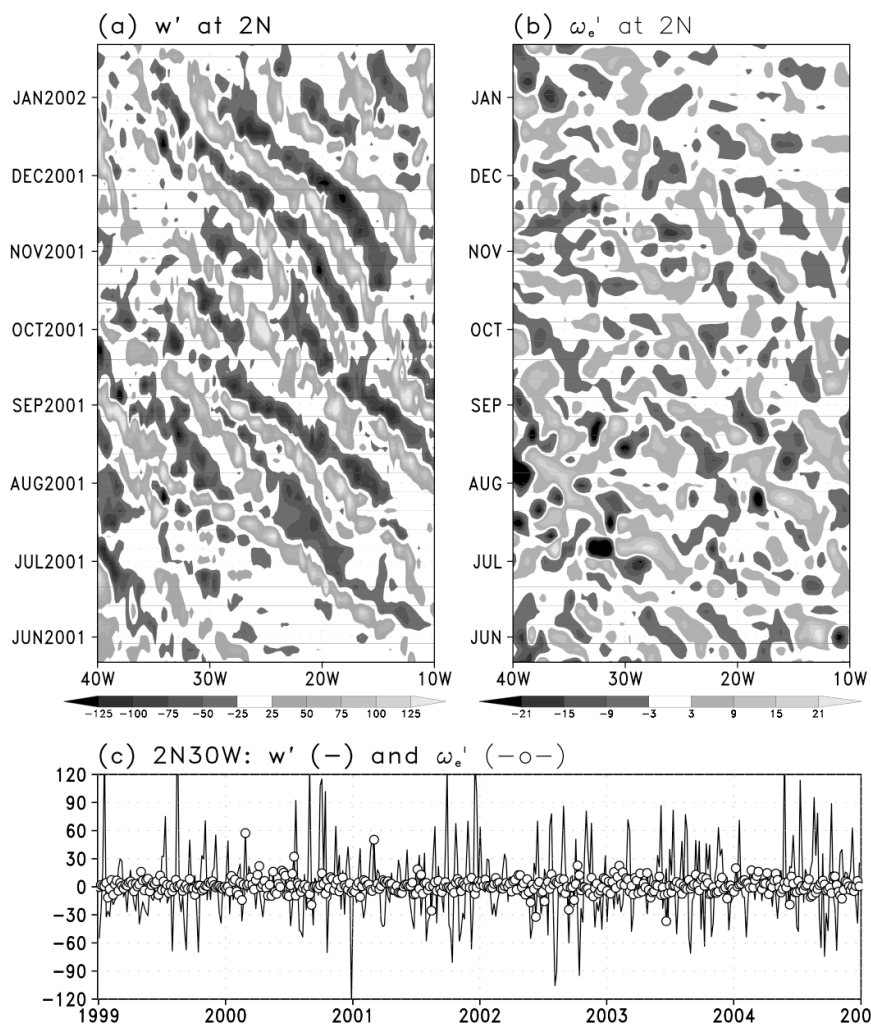 (a) w' at 2N
(b) ωₑ' at 2N
JAN2002
DEC2001
NOV2001
OCT2001
SEP2001
AUG2001
JUL2001
JUN2001
40W 30W 20W 10W
-125 -100 -75 -50 -25 25 50 75 100 125
JAN
DEC
NOV
OCT
SEP
AUG
JUL
JUN
40W 30W 20W 10W
-21 -15 -9 -3 3 9 15 21
(c) 2N30W: w' (−) and ωₑ' (−o−)
120
90
60
30
0
-30
-60
-90
-120
1999 2000 2001 2002 2003 2004 200